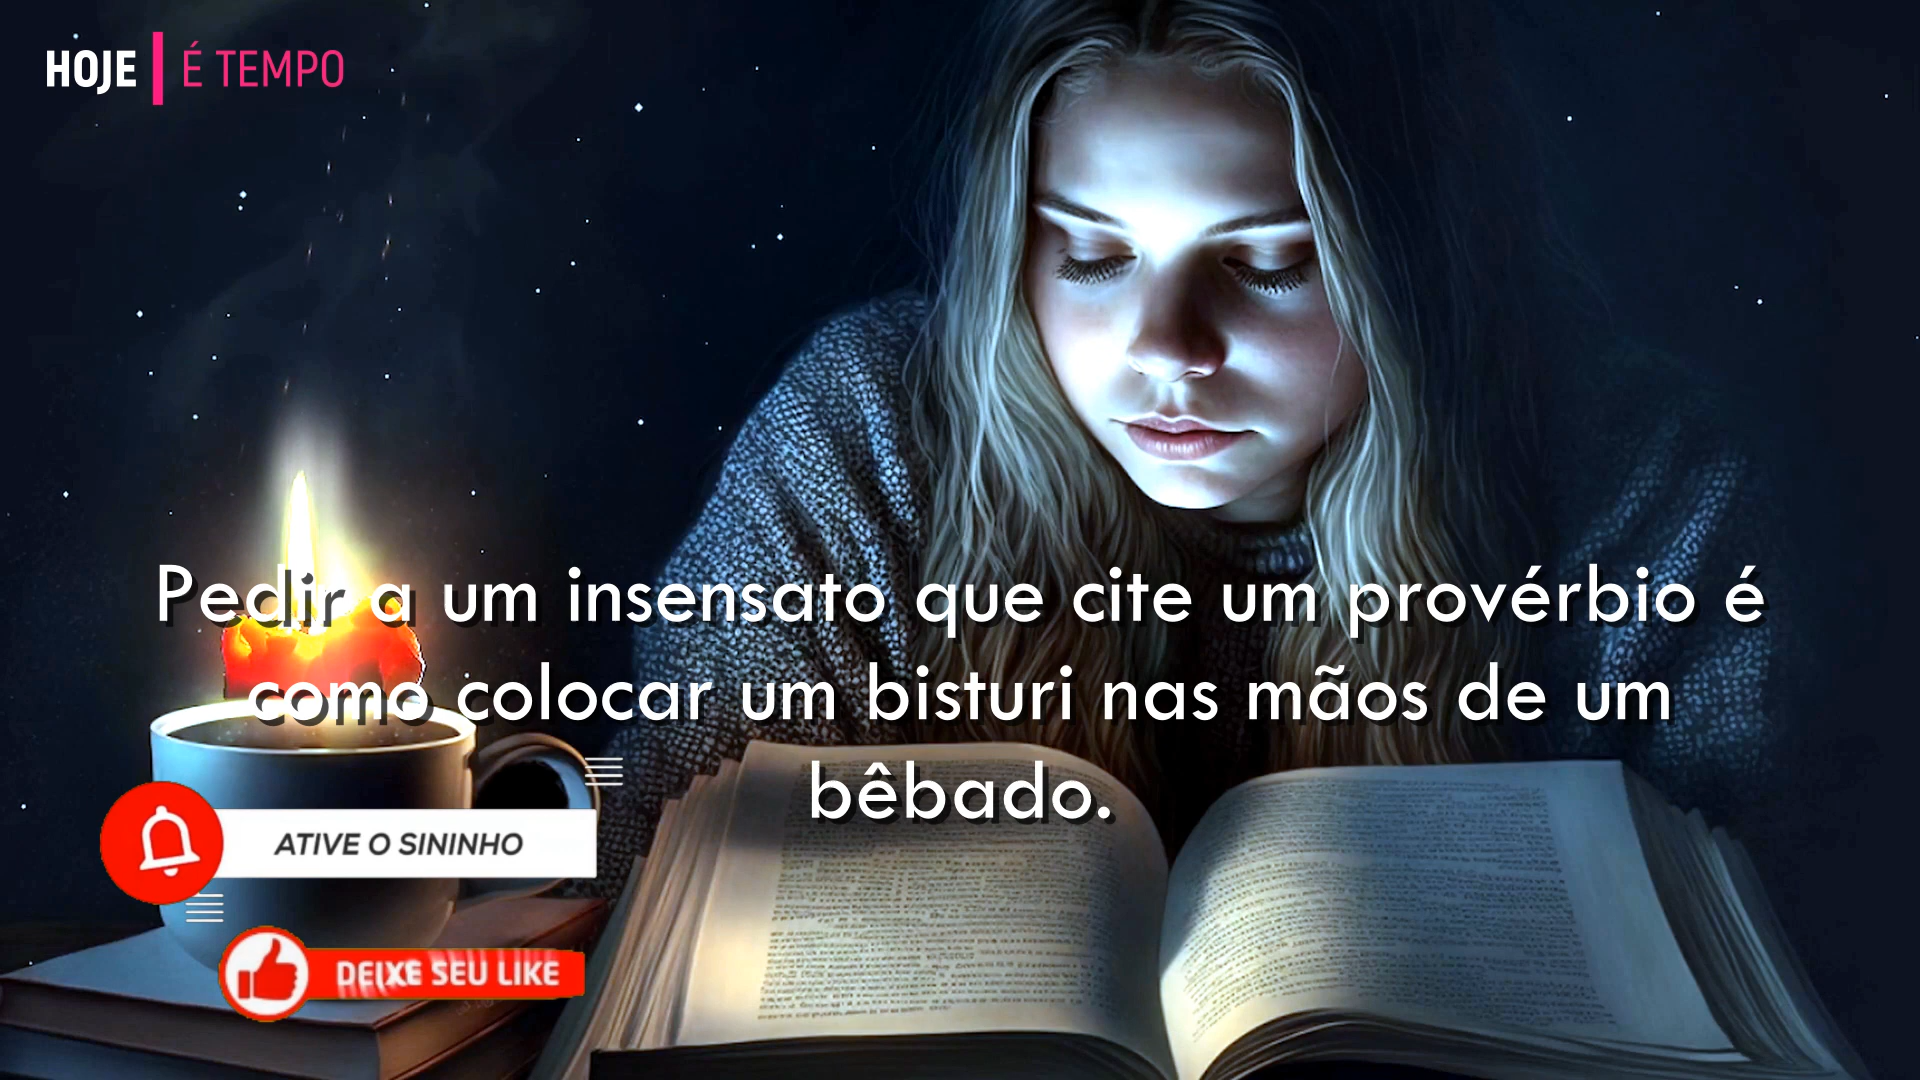 HOJE É TEMPO
Pedir a um insensato que cite um provérbio é
como colocar um bisturi nas mãos de um
bêbado.
ATIVE O SININHO
DEIXE SEU LIKE